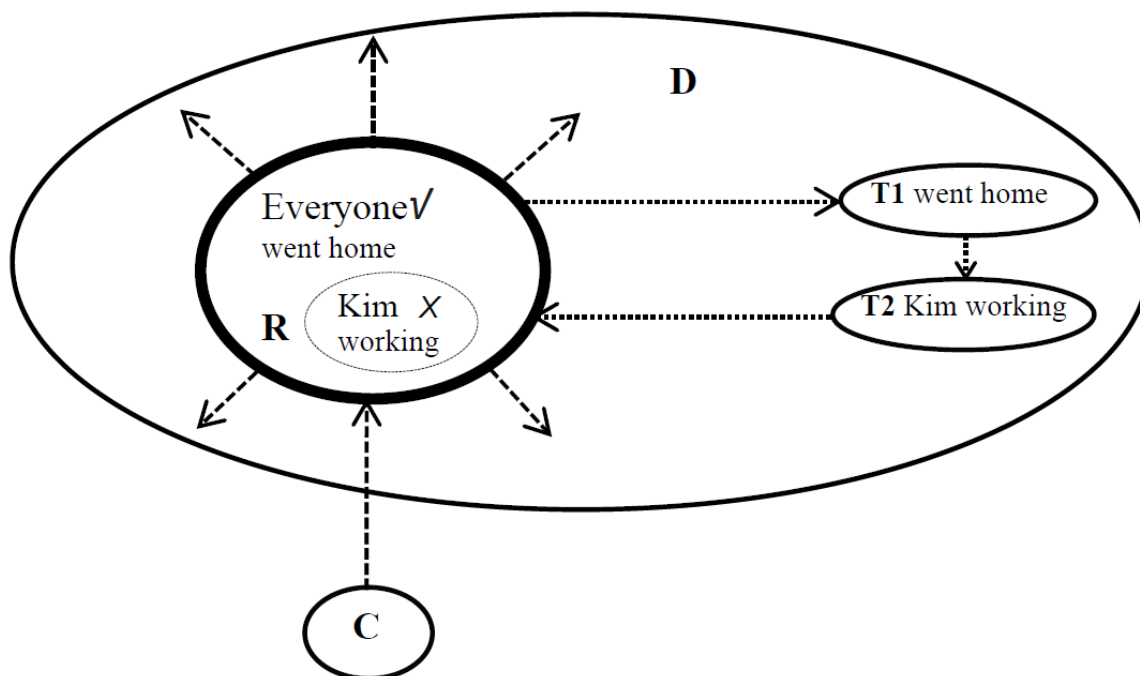 D
Everyone√
went home
T1 went home
R
Kim X
working
T2 Kim working
C